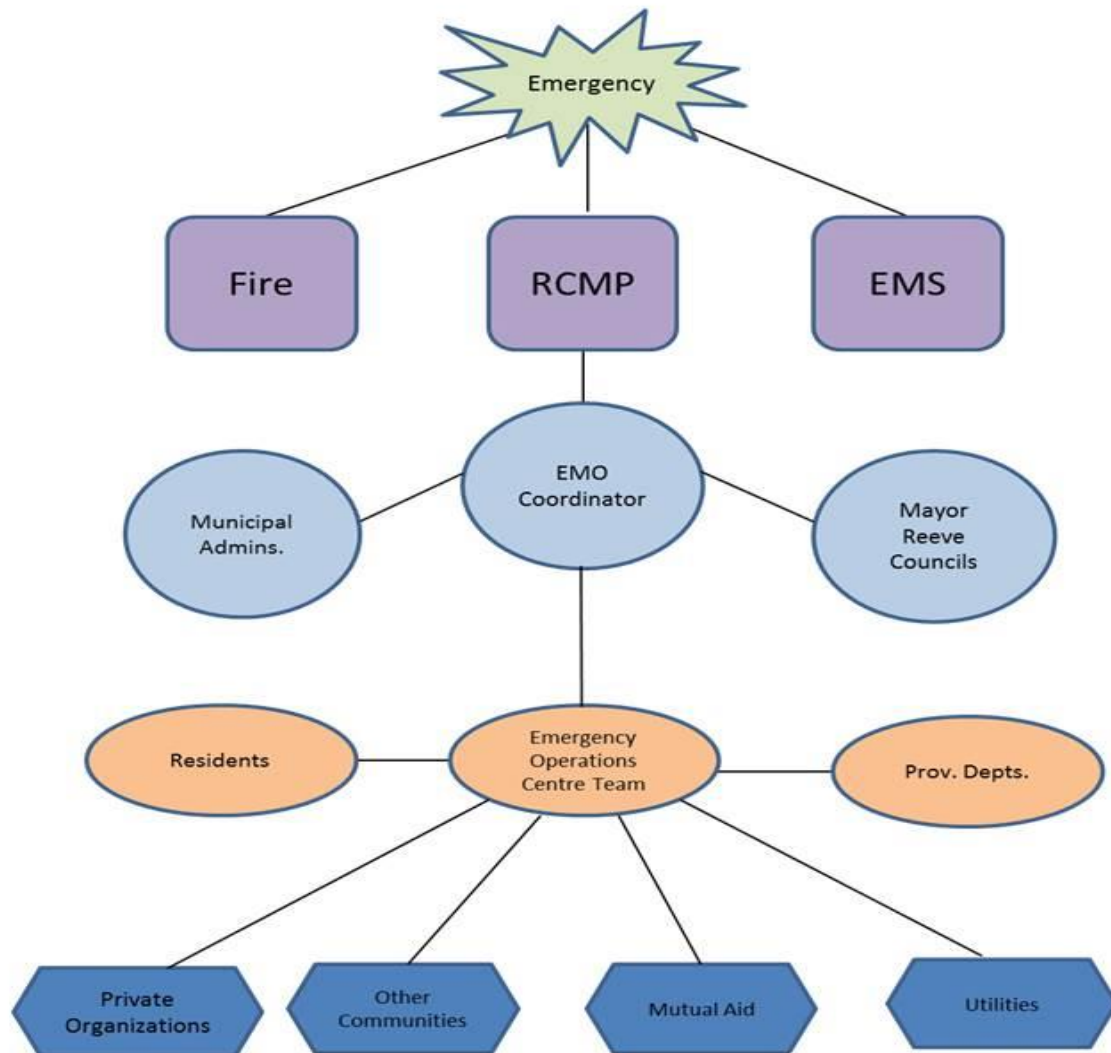 Emergency
Fire
RCMP
EMS
EMO
Coordinator
Municipal
Admins.
Mayor
Reeve
Councils
Residents
Emergency
Operations
Centre Team
Prov. Depts.
Private
Organizations
Other
Communities
Mutual Aid
Utilities